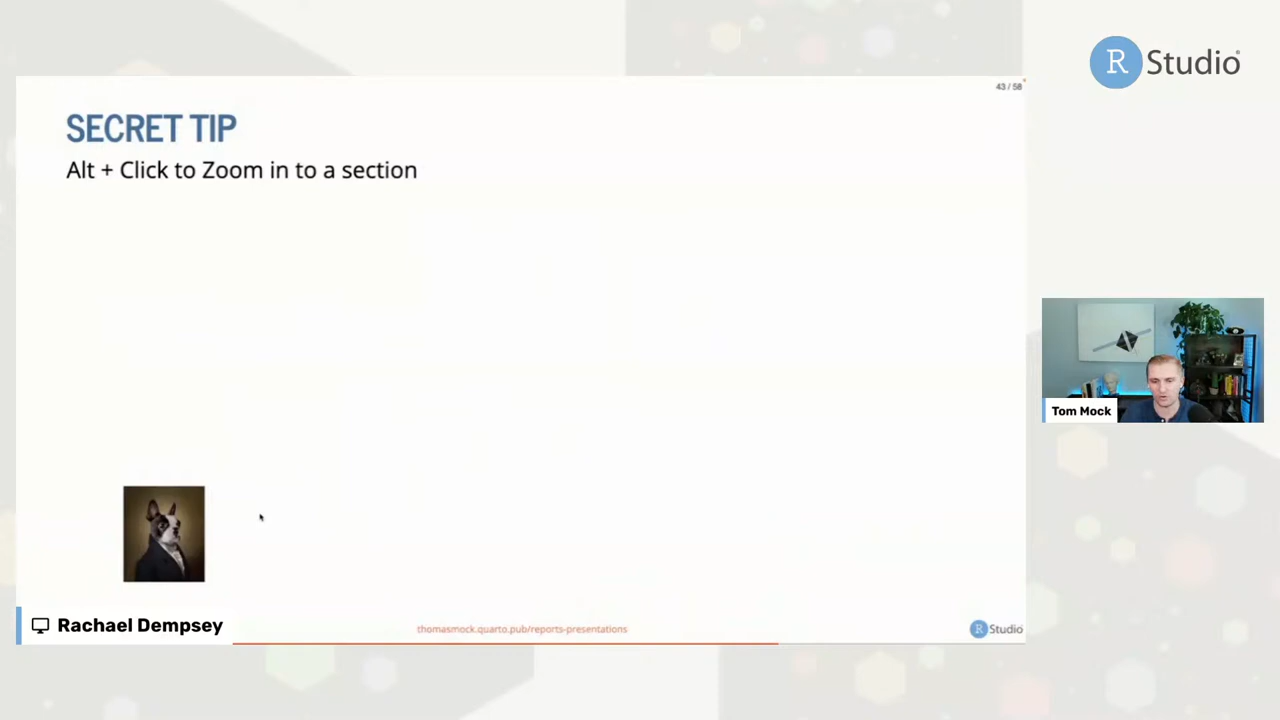 R Studio
43 / 58
SECRET TIP
Alt + Click to Zoom in to a section
Tom Mock
Rachael Dempsey
thomasmock.quarto.pub/reports-presentations
R Studio